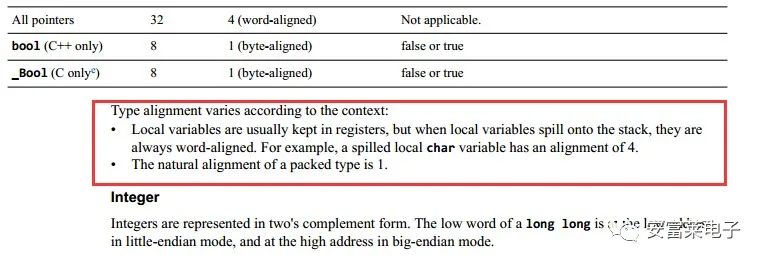 All pointers 32 4 (word-aligned) Not applicable.
bool (C++ only) 8 1 (byte-aligned) false or true
_Bool (C onlyc) 8 1 (byte-aligned) false or true
Type alignment varies according to the context:
• Local variables are usually kept in registers, but when local variables spill onto the stack, they are
always word-aligned. For example, a spilled local char variable has an alignment of 4.
• The natural alignment of a packed type is 1.
Integer
Integers are represented in two's complement form. The low word of a long long is
in little-endian mode, and at the high address in big-endian mode.
安富莱电子